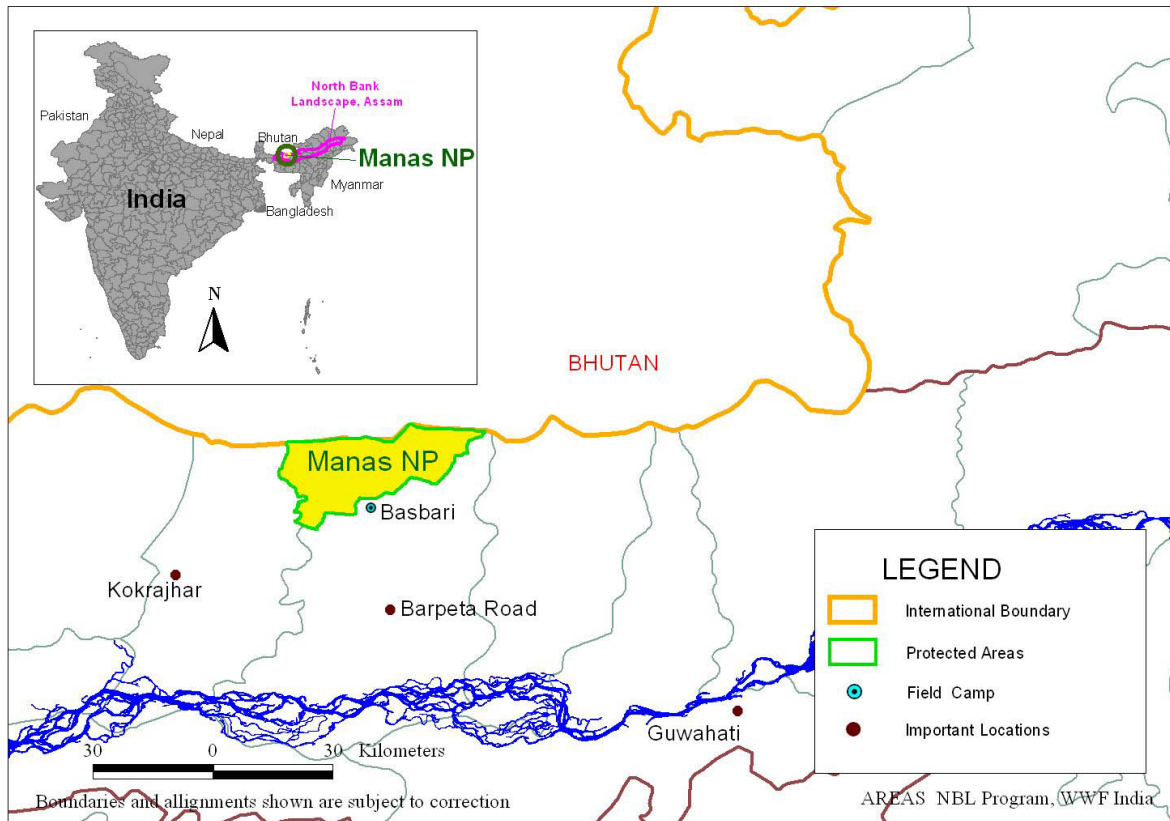 North Bank
Landscape, Assam
Pakistan
Nepal
Bhutan
Manas NP
Myanmar
India
Bangladesh
N
BHUTAN
Manas NP
Basbari
Kokrajhar
Barpeta Road
Guwahati
LEGEND
International Boundary
Protected Areas
Field Camp
Important Locations
30 0 30 Kilometers
Boundaries and allignments shown are subject to correction
AREAS NBL Program, WWF India